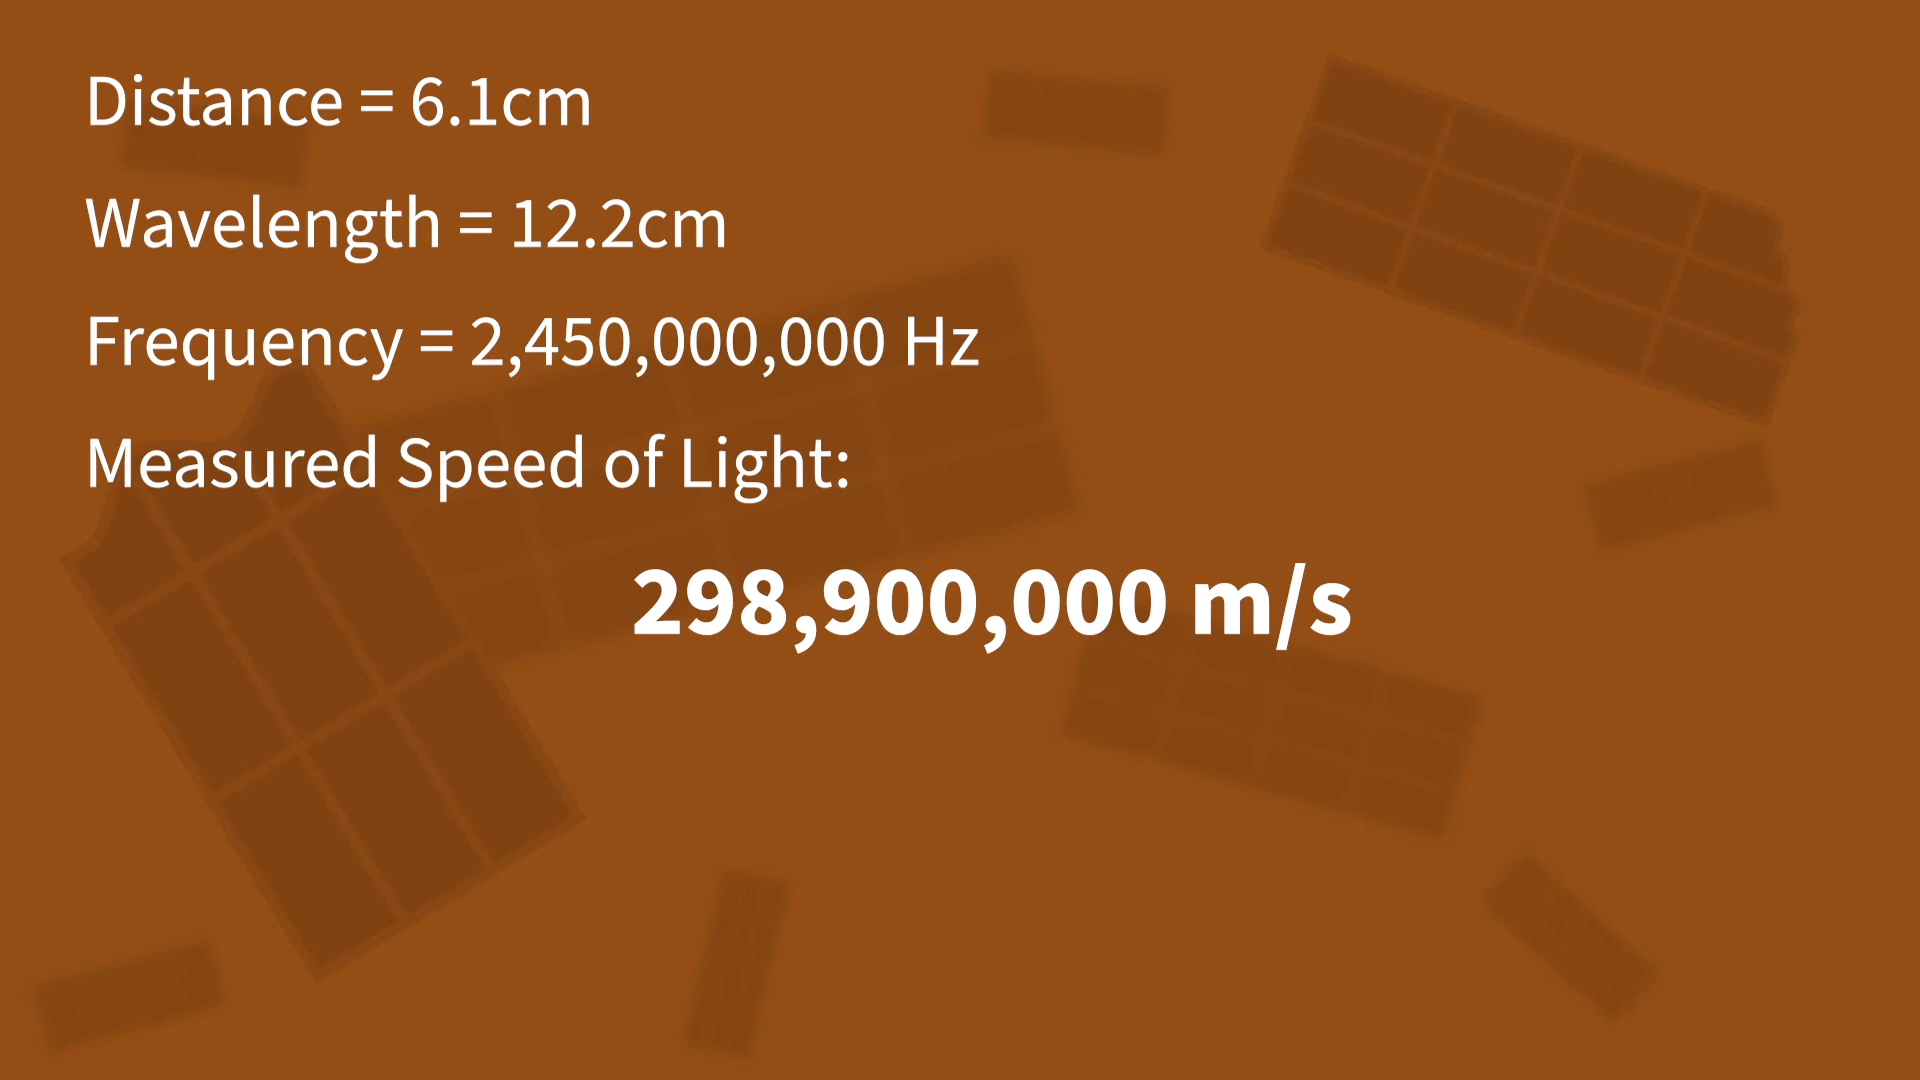 Distance = 6.1cm
Wavelength = 12.2cm
Frequency = 2,450,000,000 Hz
Measured Speed of Light:
298,900,000 m/s